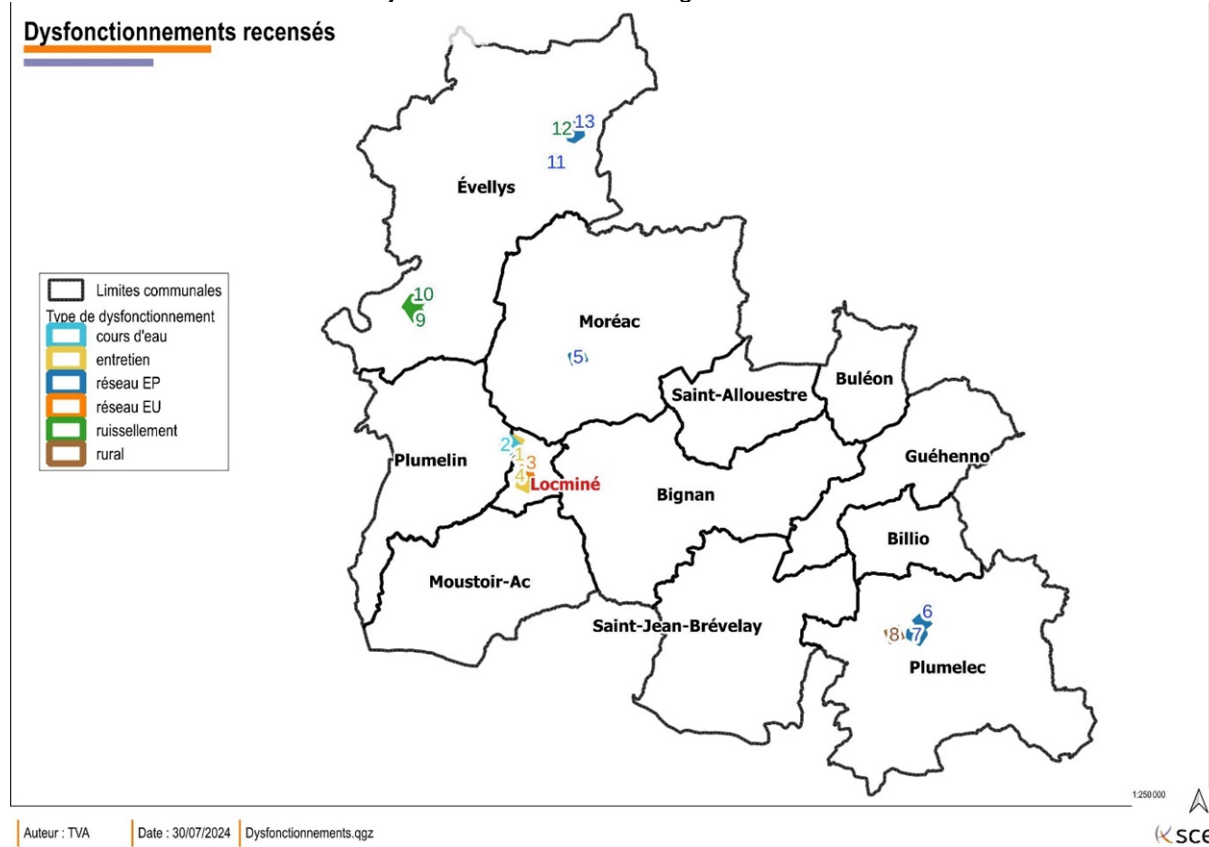 Dysfonctionnements recensés
12 13
11
Évellys
10
9
Moréac
5
Saint-Allouestre
Buléon
Guéhenno
Plumelin
2
1
3
4
Locminé
Bignan
Billio
Moustoir-Ac
Saint-Jean-Brévelay
6
8 7
Plumelec
Limites communales
Type de dysfonctionnement
cours d'eau
entretien
réseau EP
réseau EU
ruissellement
rural
1:250 000
Auteur : TVA
Date : 30/07/2024
Dysfonctionnements.qgz
sce